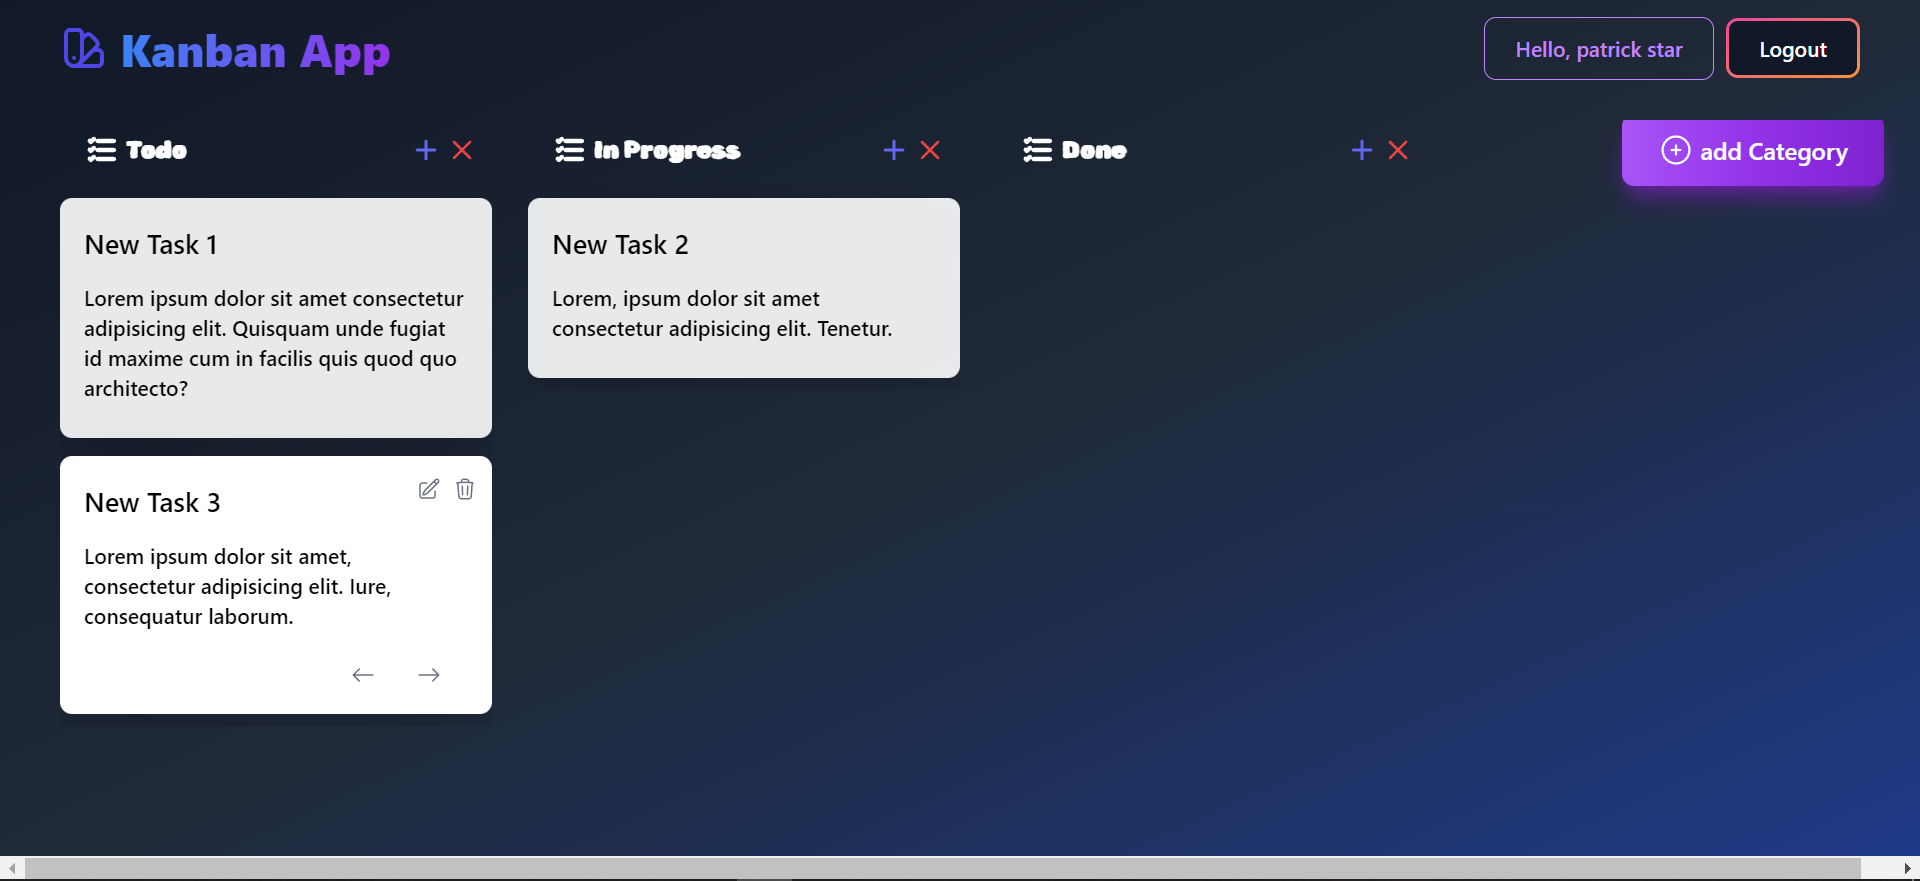 Kanban App
Hello, patrick star
Logout
Todo
In Progress
Done
add Category
New Task 1
Lorem ipsum dolor sit amet consectetur
adipisicing elit. Quisquam unde fugiat
id maxime cum in facilis quis quod quo
architecto?
New Task 2
Lorem, ipsum dolor sit amet
consectetur adipisicing elit. Tenetur.
New Task 3
Lorem ipsum dolor sit amet,
consectetur adipisicing elit. Iure,
consequatur laborum.